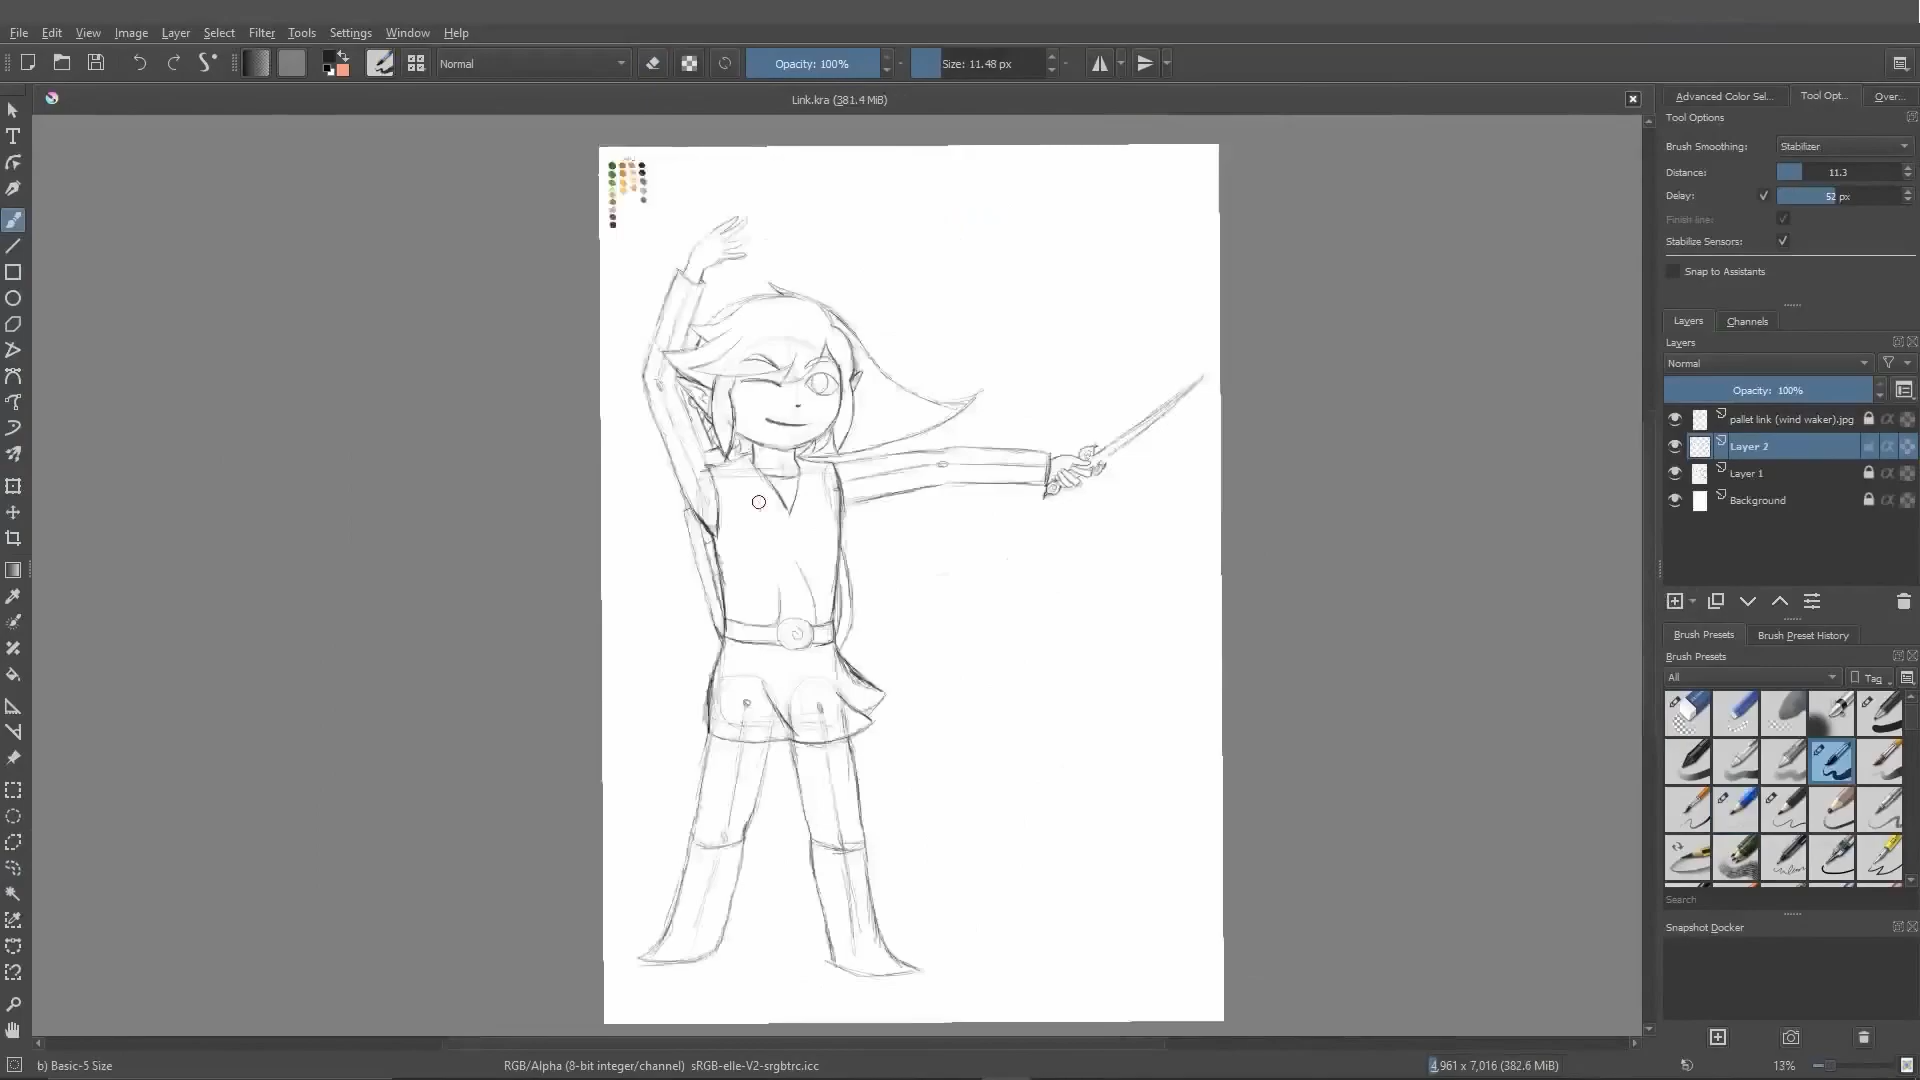 File Edit View Image Layer Select Filter Tools Settings Window Help
Normal Opacity: 100% Size: 11.48 px
Link.kra (381.4 MiB)
Advanced Color Sel... Tool Opt... Over...
Tool Options
Brush Smoothing: Stabilizer
Distance: 11.3
Delay: 52 px
Finish line:
Stabilize Sensors:
Snap to Assistants
Layers Channels
Layers
Normal
Opacity: 100%
pallet link (wind waker).jpg
Layer 2
Layer 1
Background
Brush Presets Brush Preset History
Brush Presets
All Tag
Search
Snapshot Docker
b) Basic-5 Size RGB/Alpha (8-bit integer/channel) sRGB-elle-V2-srgbtrc.icc 4,961 x 7,016 (382.6 MiB) 13%